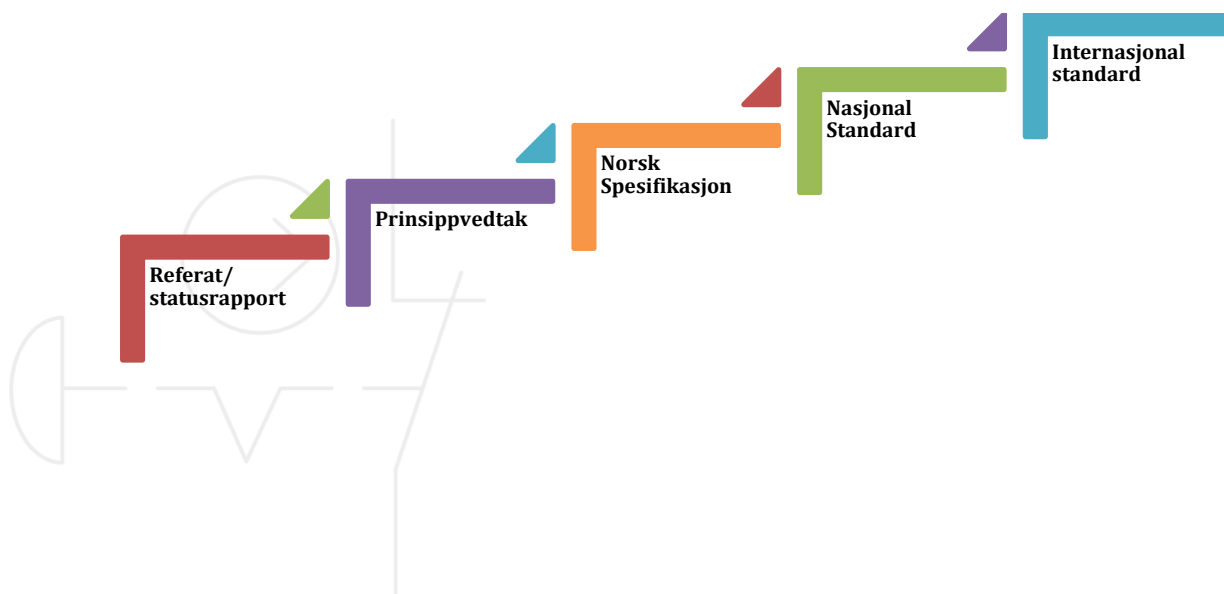 Referat/
statusrapport
Prinsippvedtak
Norsk
Spesifikasjon
Nasjonal
Standard
Internasjonal
standard